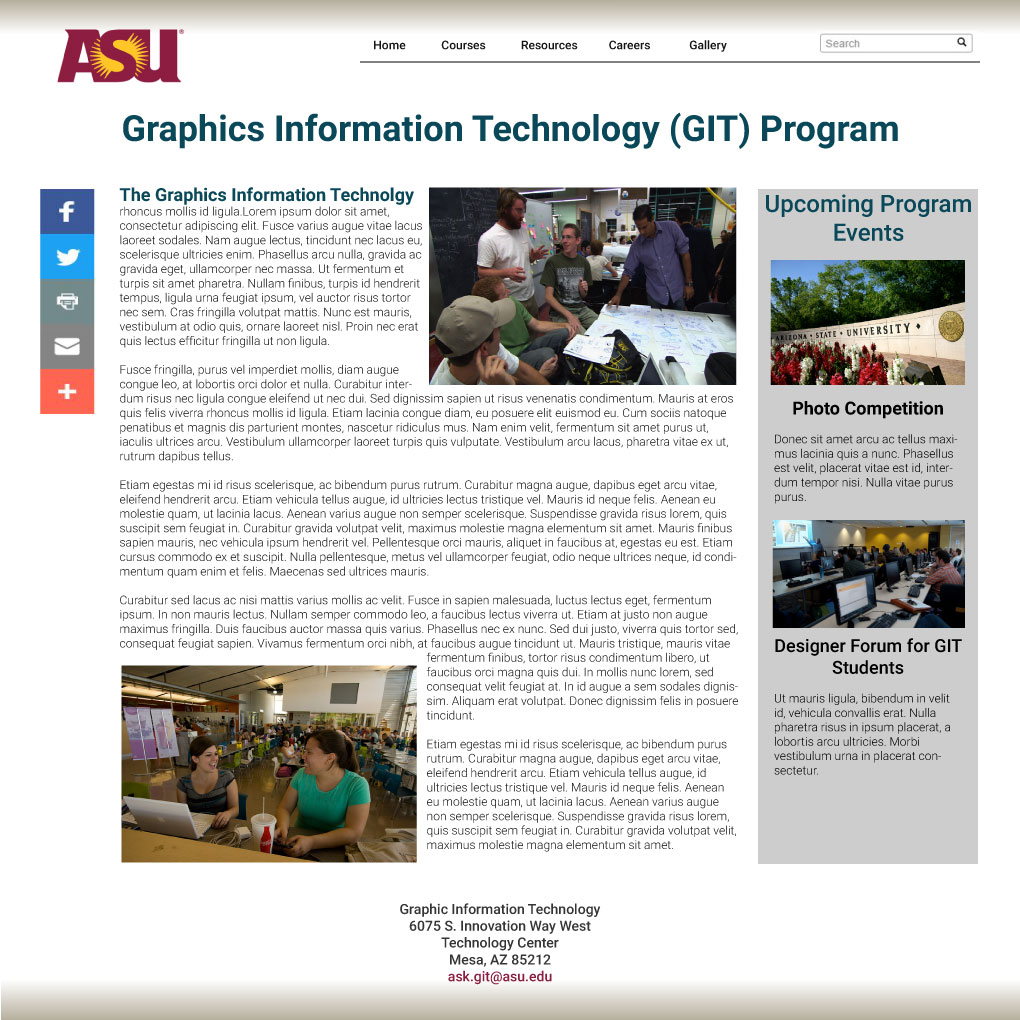 ASU
Home Courses Resources Careers Gallery
Search
Graphics Information Technology (GIT) Program
The Graphics Information Technolgy
rhoncus mollis id ligula.Lorem ipsum dolor sit amet,
consectetur adipiscing elit. Fusce varius augue vitae lacus
laoreet sodales. Nam augue lectus, tincidunt nec lacus eu,
scelerisque ultricies enim. Phasellus arcu nulla, gravida ac
gravida eget, ullamcorper nec massa. Ut fermentum et
turpis sit amet pharetra. Nullam finibus, turpis id hendrerit
tempus, ligula urna feugiat ipsum, vel auctor risus tortor
nec sem. Cras fringilla volutpat mattis. Nunc est mauris,
vestibulum at odio quis, ornare laoreet nisl. Proin nec erat
quis lectus efficitur fringilla ut non ligula.
Fusce fringilla, purus vel imperdiet mollis, diam augue
congue leo, at lobortis orci dolor et nulla. Curabitur inter-
dum risus nec ligula congue eleifend ut nec dui. Sed dignissim sapien ut risus venenatis condimentum. Mauris at eros
quis felis viverra rhoncus mollis id ligula. Etiam lacinia congue diam, eu posuere elit euismod eu. Cum sociis natoque
penatibus et magnis dis parturient montes, nascetur ridiculus mus. Nam enim velit, fermentum sit amet purus ut,
iaculis ultrices arcu. Vestibulum ullamcorper laoreet turpis quis vulputate. Vestibulum arcu lacus, pharetra vitae ex ut,
rutrum dapibus tellus.
Etiam egestas mi id risus scelerisque, ac bibendum purus rutrum. Curabitur magna augue, dapibus eget arcu vitae,
eleifend hendrerit arcu. Etiam vehicula tellus augue, id ultricies lectus tristique vel. Mauris id neque felis. Aenean eu
molestie quam, ut lacinia lacus. Aenean varius augue non semper scelerisque. Suspendisse gravida risus lorem, quis
suscipit sem feugiat in. Curabitur gravida volutpat velit, maximus molestie magna elementum sit amet. Mauris finibus
sapien mauris, nec vehicula ipsum hendrerit vel. Pellentesque orci mauris, aliquet in faucibus at, egestas eu est. Etiam
cursus commodo ex et suscipit. Nulla pellentesque, metus vel ullamcorper feugiat, odio neque ultrices neque, id condi-
mentum quam enim et felis. Maecenas sed ultrices mauris.
Curabitur sed lacus ac nisi mattis varius mollis ac velit. Fusce in sapien malesuada, luctus lectus eget, fermentum
ipsum. In non mauris lectus. Nullam semper commodo leo, a faucibus lectus viverra ut. Etiam at justo non augue
maximus fringilla. Duis faucibus auctor massa quis varius. Phasellus nec ex nunc. Sed dui justo, viverra quis tortor sed,
consequat feugiat sapien. Vivamus fermentum orci nibh, at faucibus augue tincidunt ut. Mauris tristique, mauris vitae
fermentum finibus, tortor risus condimentum libero, ut
faucibus orci magna quis dui. In mollis nunc lorem, sed
consequat velit feugiat at. In id augue a sem sodales dignis-
sim. Aliquam erat volutpat. Donec dignissim felis in posuere
tincidunt.
Etiam egestas mi id risus scelerisque, ac bibendum purus
rutrum. Curabitur magna augue, dapibus eget arcu vitae,
eleifend hendrerit arcu. Etiam vehicula tellus augue, id
ultricies lectus tristique vel. Mauris id neque felis. Aenean
eu molestie quam, ut lacinia lacus. Aenean varius augue
non semper scelerisque. Suspendisse gravida risus lorem,
quis suscipit sem feugiat in. Curabitur gravida volutpat velit,
maximus molestie magna elementum sit amet.
Upcoming Program
Events
ARIZONA • STATE • UNIVERSITY
Photo Competition
Donec sit amet arcu ac tellus maxi-
mus lacinia quis a nunc. Phasellus
est velit, placerat vitae est id, inter-
dum tempor nisi. Nulla vitae purus
purus.
Designer Forum for GIT
Students
Ut mauris ligula, bibendum in velit
id, vehicula convallis erat. Nulla
pharetra risus in ipsum placerat, a
lobortis arcu ultricies. Morbi
vestibulum urna in placerat con-
sectetur.
Graphic Information Technology
6075 S. Innovation Way West
Technology Center
Mesa, AZ 85212
ask.git@asu.edu